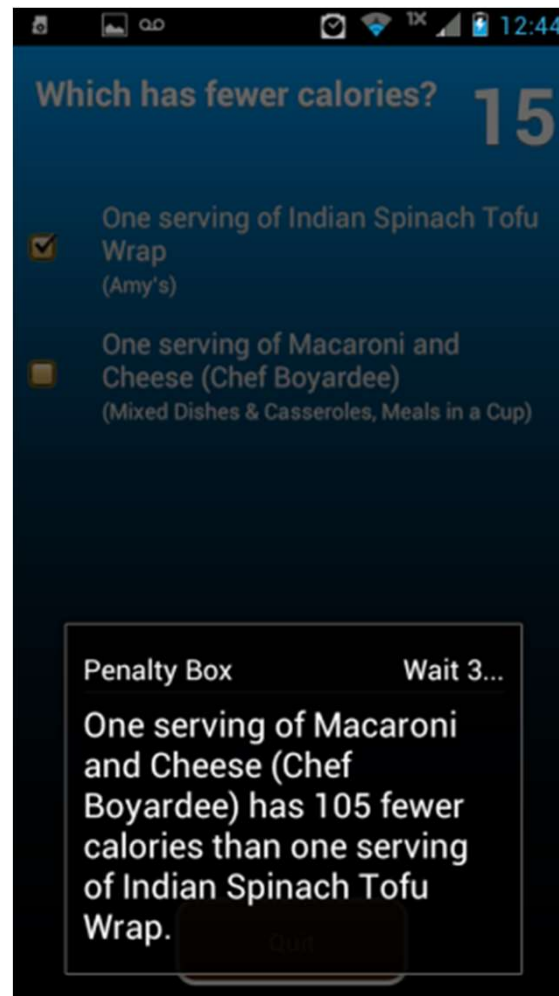 1X 12:44
Which has fewer calories? 15
One serving of Indian Spinach Tofu
Wrap
(Amy's)
One serving of Macaroni and
Cheese (Chef Boyardee)
(Mixed Dishes & Casseroles, Meals in a Cup)
Penalty Box Wait 3...
One serving of Macaroni
and Cheese (Chef
Boyardee) has 105 fewer
calories than one serving
of Indian Spinach Tofu
Wrap.
Quit